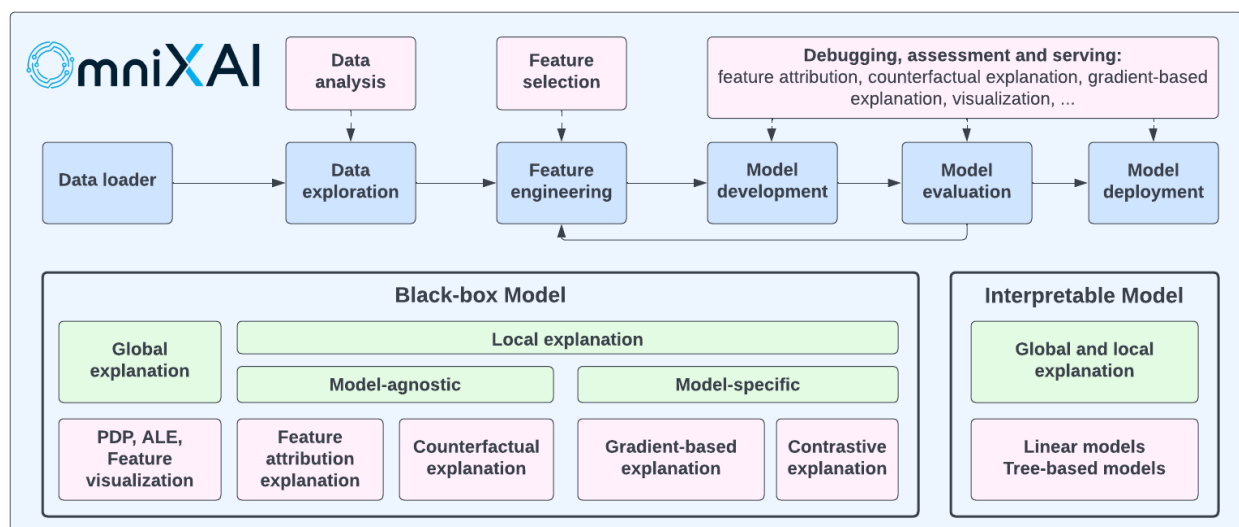 OmniXAI
Data
analysis
Feature
selection
Debugging, assessment and serving:
feature attribution, counterfactual explanation, gradient-based
explanation, visualization, ...
Data loader
Data
exploration
Feature
engineering
Model
development
Model
evaluation
Model
deployment
Black-box Model
Global
explanation
Local explanation
Model-agnostic
Model-specific
PDP, ALE,
Feature
visualization
Feature
attribution
explanation
Counterfactual
explanation
Gradient-based
explanation
Contrastive
explanation
Interpretable Model
Global and local
explanation
Linear models
Tree-based models